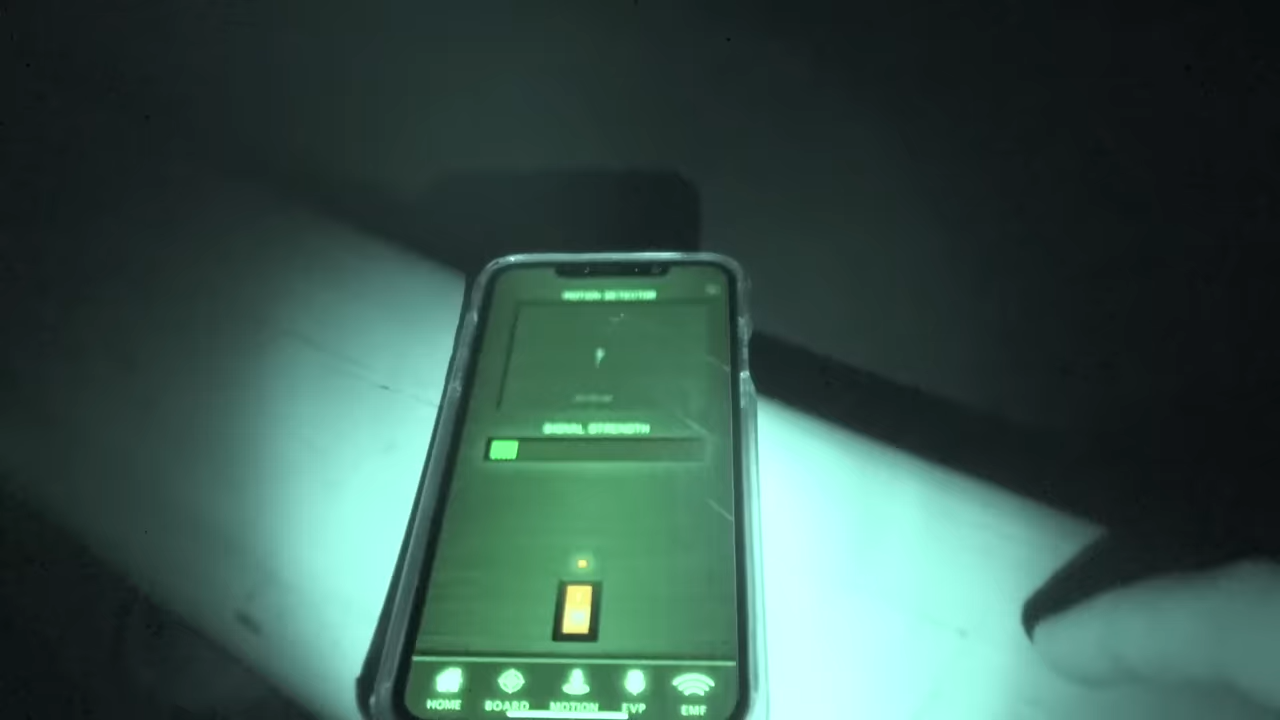 MOTION DETECTOR
SIGNAL STRENGTH
HOME BOARD MOTION EVP EMF